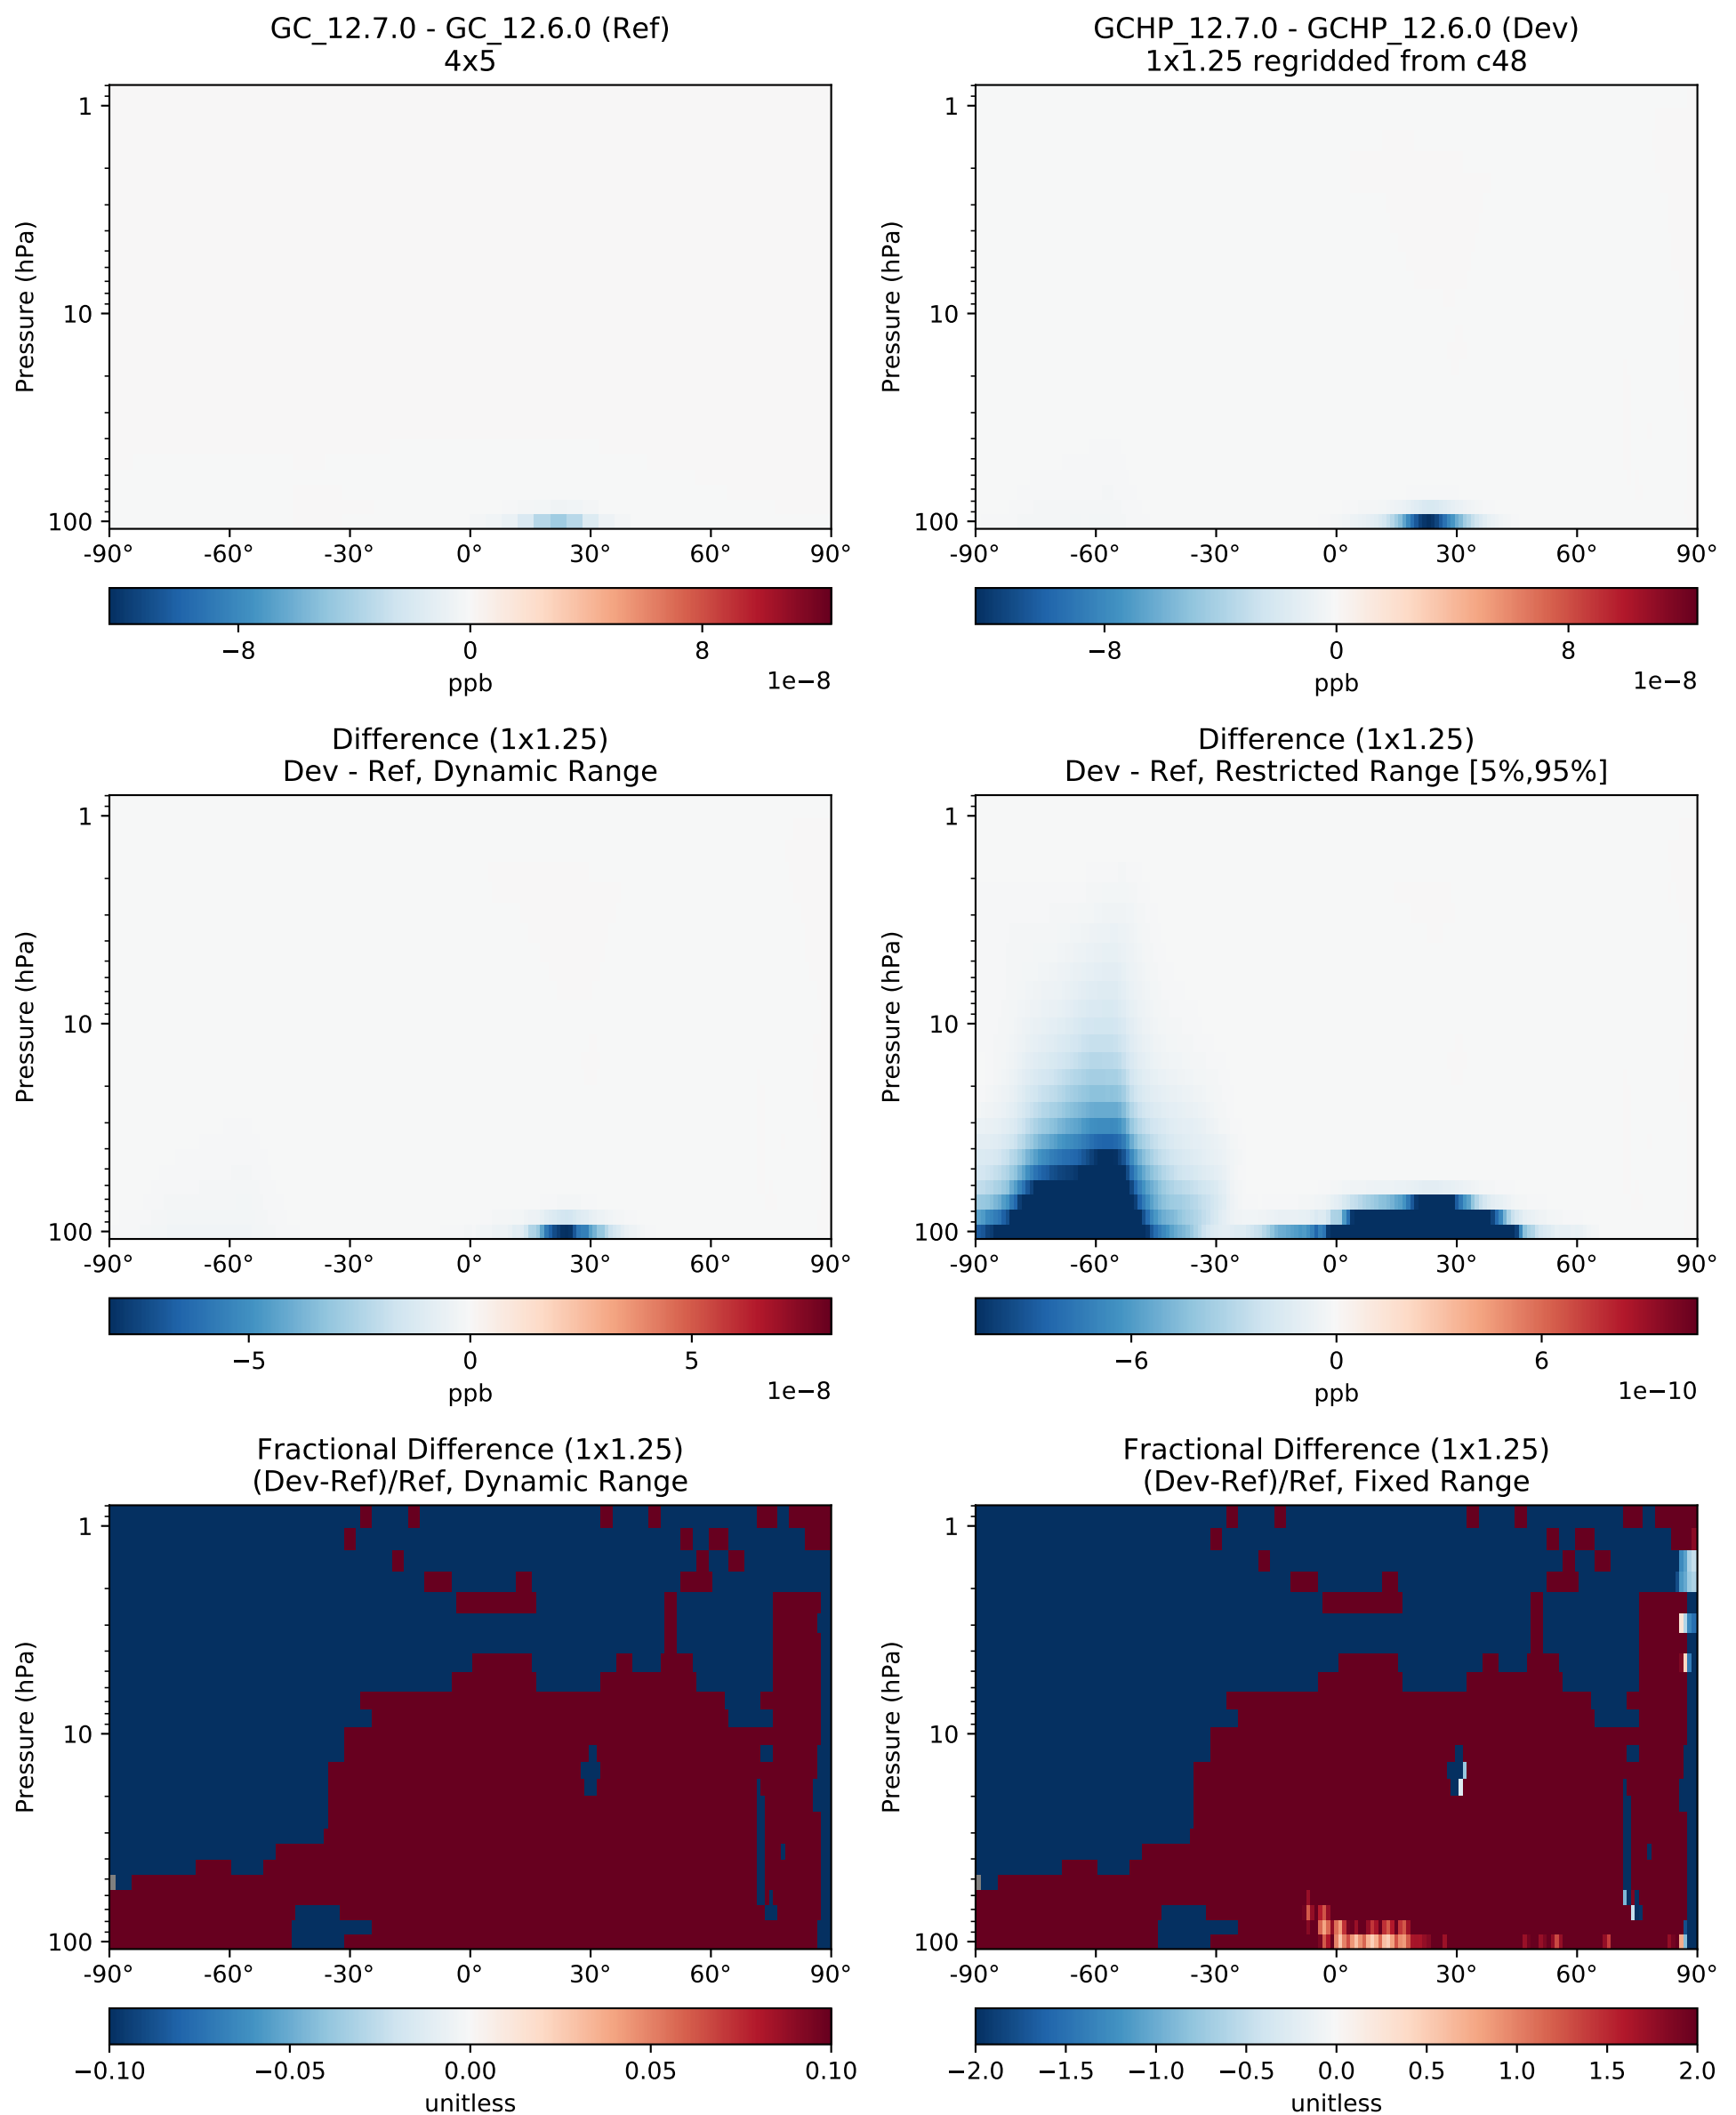 GC_12.7.0 - GC_12.6.0 (Ref)
4x5
1
10
100
Pressure (hPa)
-90° -60° -30° 0° 30° 60° 90°
−8 0 8
1e−8
ppb
GCHP_12.7.0 - GCHP_12.6.0 (Dev)
1x1.25 regridded from c48
1
10
100
Pressure (hPa)
-90° -60° -30° 0° 30° 60° 90°
−8 0 8
1e−8
ppb
Difference (1x1.25)
Dev - Ref, Dynamic Range
1
10
100
Pressure (hPa)
-90° -60° -30° 0° 30° 60° 90°
−5 0 5
1e−8
ppb
Difference (1x1.25)
Dev - Ref, Restricted Range [5%,95%]
1
10
100
Pressure (hPa)
-90° -60° -30° 0° 30° 60° 90°
−6 0 6
1e−10
ppb
Fractional Difference (1x1.25)
(Dev-Ref)/Ref, Dynamic Range
1
10
100
Pressure (hPa)
-90° -60° -30° 0° 30° 60° 90°
−0.10 −0.05 0.00 0.05 0.10
unitless
Fractional Difference (1x1.25)
(Dev-Ref)/Ref, Fixed Range
1
10
100
Pressure (hPa)
-90° -60° -30° 0° 30° 60° 90°
−2.0 −1.5 −1.0 −0.5 0.0 0.5 1.0 1.5 2.0
unitless